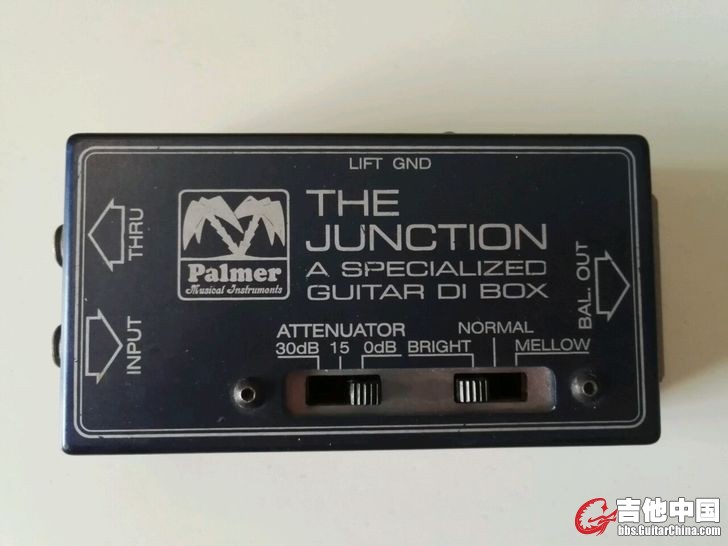 LIFT GND
THE
JUNCTION
A SPECIALIZED
GUITAR DI BOX
Palmer
Musical Instruments
THRU
INPUT
BAL. OUT
ATTENUATOR
30dB 15 0dB
NORMAL
BRIGHT MELLOW
吉他中国
bbs.GuitarChina.com